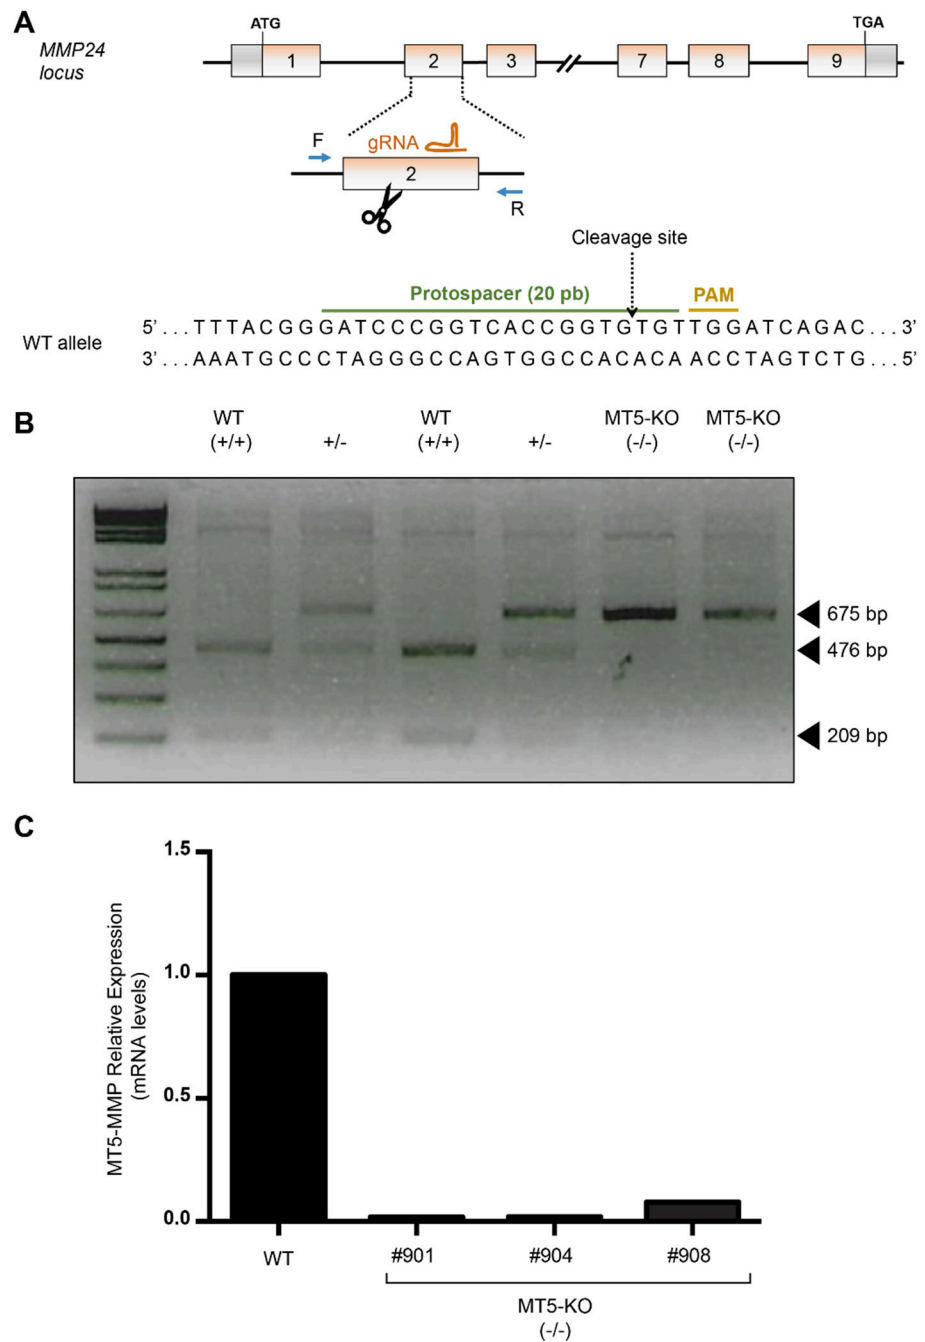 A
MMP24
locus
ATG
TGA
1
2
3
7
8
9
F
gRNA
2
R
Cleavage site
Protospacer (20 pb)
PAM
WT allele
5’ ...TTTACGGGATCCCGGTCACCGGTGTGTTGGATCAGAC...3’
3’ ...AAATGCCCTAGGGCCAGTGGCCACACAACCTAGTCTG...5’
B
WT
(+/+)
+/-
WT
(+/+)
+/-
MT5-KO
(-/-)
MT5-KO
(-/-)
675 bp
476 bp
209 bp
C
MT5-MMP Relative Expression
(mRNA levels)
1.5
1.0
0.5
0.0
WT
#901
#904
#908
MT5-KO
(-/-)